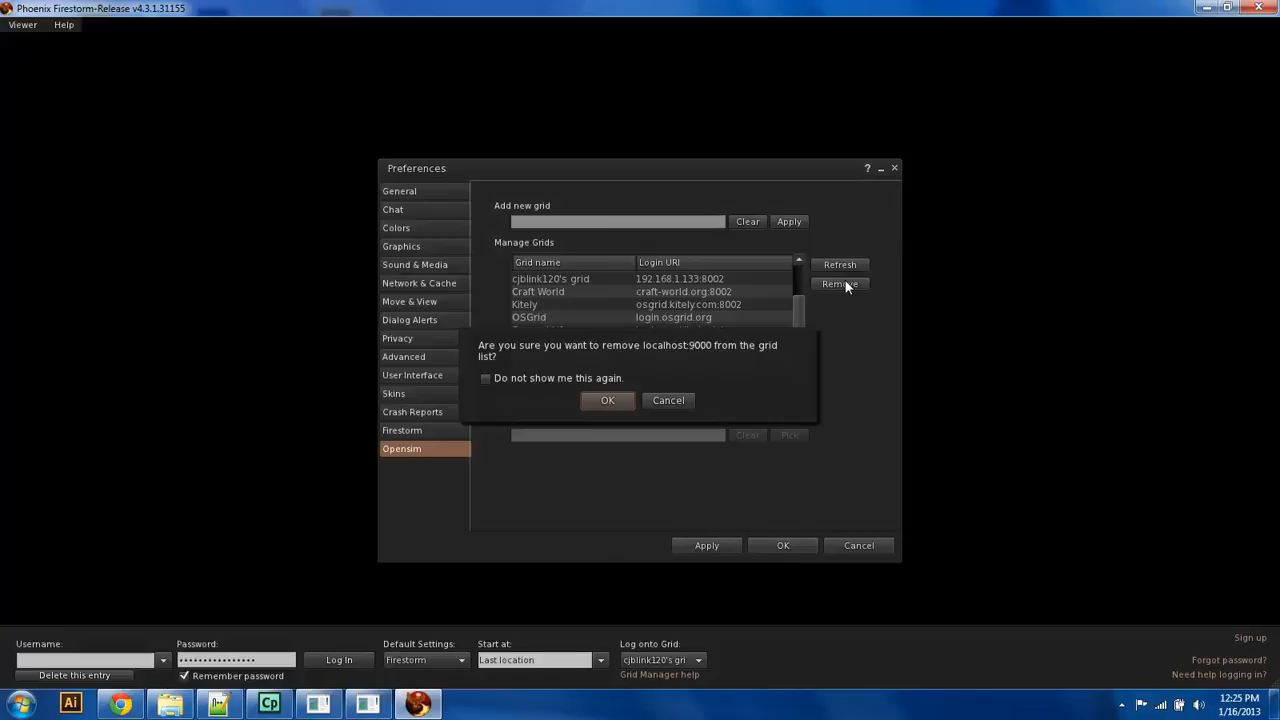 Phoenix Firestorm-Release v4.3.1.31155
Viewer Help
Preferences
?
General
Chat
Colors
Graphics
Sound & Media
Network & Cache
Move & View
Dialog Alerts
Privacy
Advanced
User Interface
Skins
Crash Reports
Firestorm
Opensim
Add new grid
Clear Apply
Manage Grids
Grid name Login URI
Refresh
cjblink120's grid 192.168.1.133:8002
Remove
Craft World craft-world.org:8002
Kitely osgrid.kitely.com:8002
OSGrid login.osgrid.org
Are you sure you want to remove localhost:9000 from the grid
list?
Do not show me this again.
OK Cancel
Clear Pick
Apply OK Cancel
Sign up
Username: Password: Default Settings: Start at: Log onto Grid:
Log In Firestorm Last location cjblink120's gri
Forgot password?
Delete this entry Remember password Grid Manager help Need help logging in?
Ai Cp
12:25 PM
1/16/2013